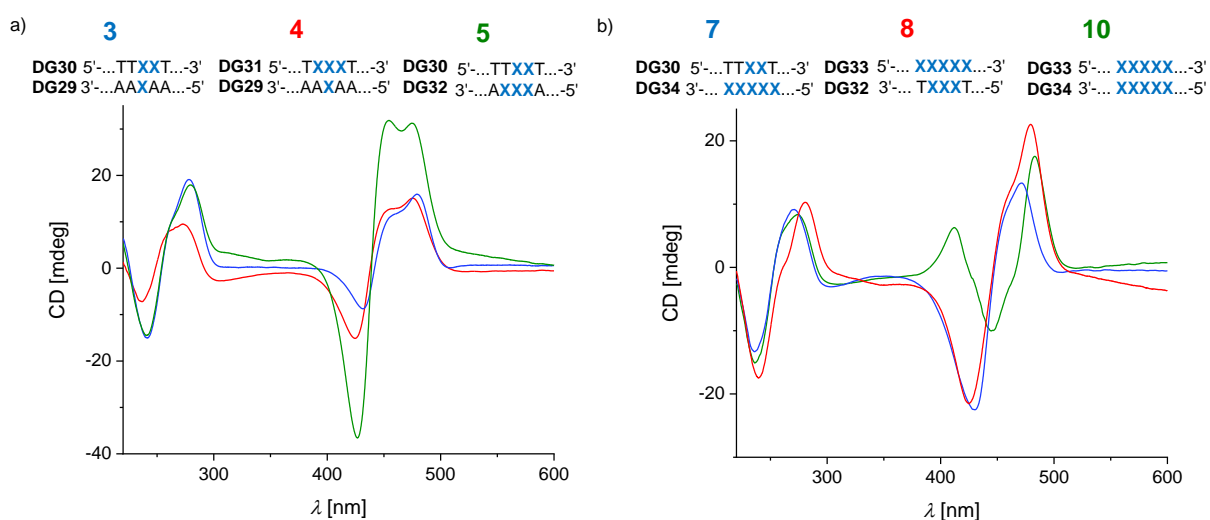 a)
3 4 5
DG30 5'-...TTXXT...-3' DG31 5'-...TXXXT...-3' DG30 5'-...TTXXT...-3'
DG29 3'-...AAXAA...-5' DG29 3'-...AAXAA...-5' DG32 3'-...AXXXA...-5'
CD [mdeg]
20
0
-20
-40
300 400 500 600
λ [nm]
b)
7 8 10
DG30 5'-...TTXXT...-3' DG33 5'-... XXXXX...-3' DG33 5'-... XXXXX...-3'
DG34 3'-... XXXXX...-5' DG32 3'-... TXXXT...-5' DG34 3'-... XXXXX...-5'
CD [mdeg]
20
0
-20
300 400 500 600
λ [nm]